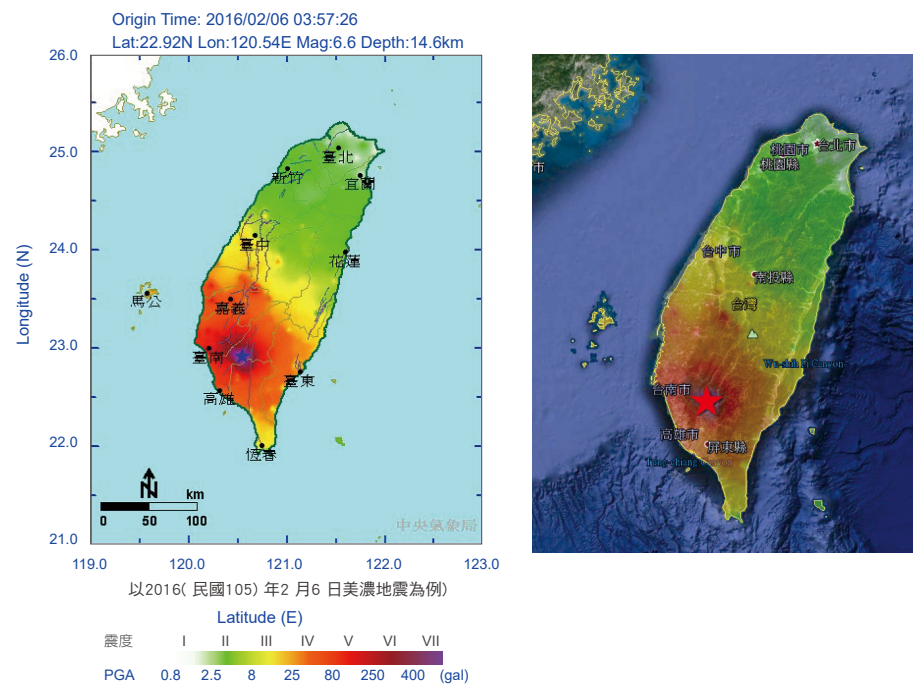 Origin Time: 2016/02/06 03:57:26
Lat:22.92N Lon:120.54E Mag:6.6 Depth:14.6km
26.0
25.0
24.0
23.0
22.0
21.0
Longitude (N)
臺北
新竹
宜蘭
臺中
花蓮
馬公
嘉義
臺南
臺東
高雄
恆春
N
km
0 50 100
中央氣象局
119.0 120.0 121.0 122.0 123.0
以2016( 民國105) 年2 月6 日美濃地震為例)
Latitude (E)
震度 I II III IV V VI VII
PGA 0.8 2.5 8 25 80 250 400 (gal)
市
桃園市
台北市
桃園縣
台中市
南投縣
台灣
台南市
高雄市
屏東縣